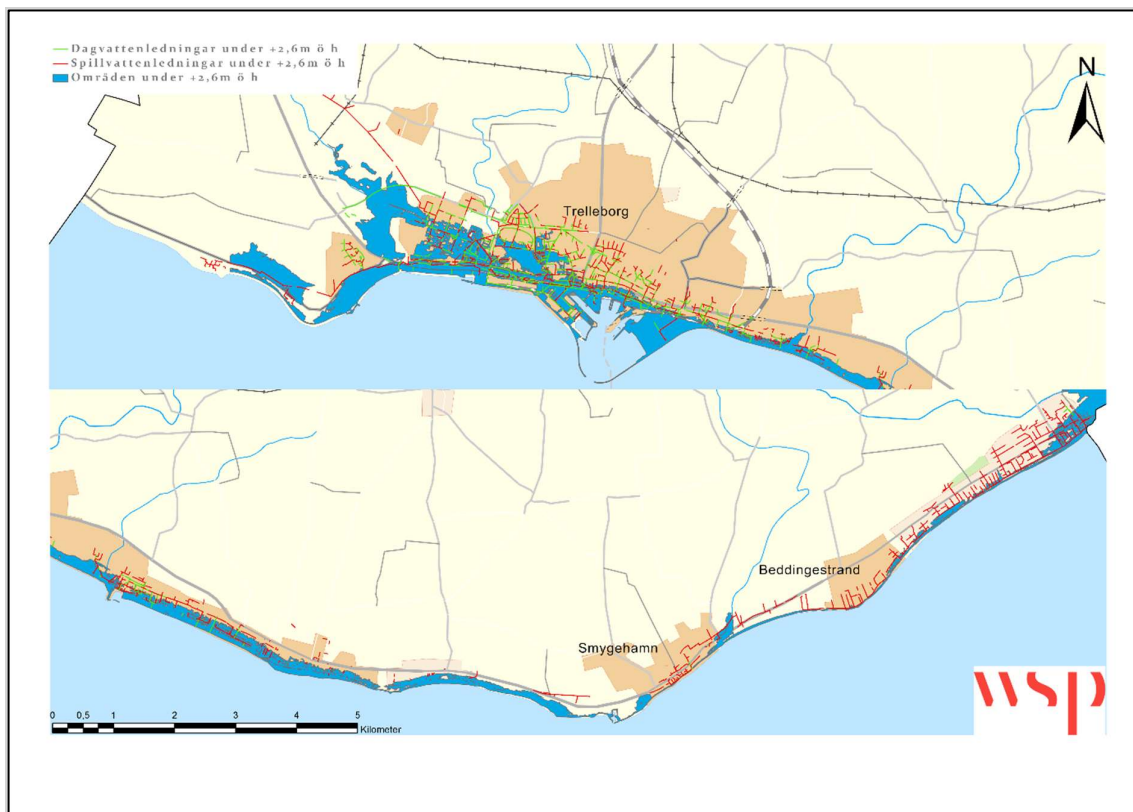 Dagvattenledningar under +2,6m ö h
Spillvattenledningar under +2,6m ö h
Områden under +2,6m ö h
N
Trelleborg
Beddingestrand
Smygehamn
0 0,5 1 2 3 4 5
Kilometer
wsp